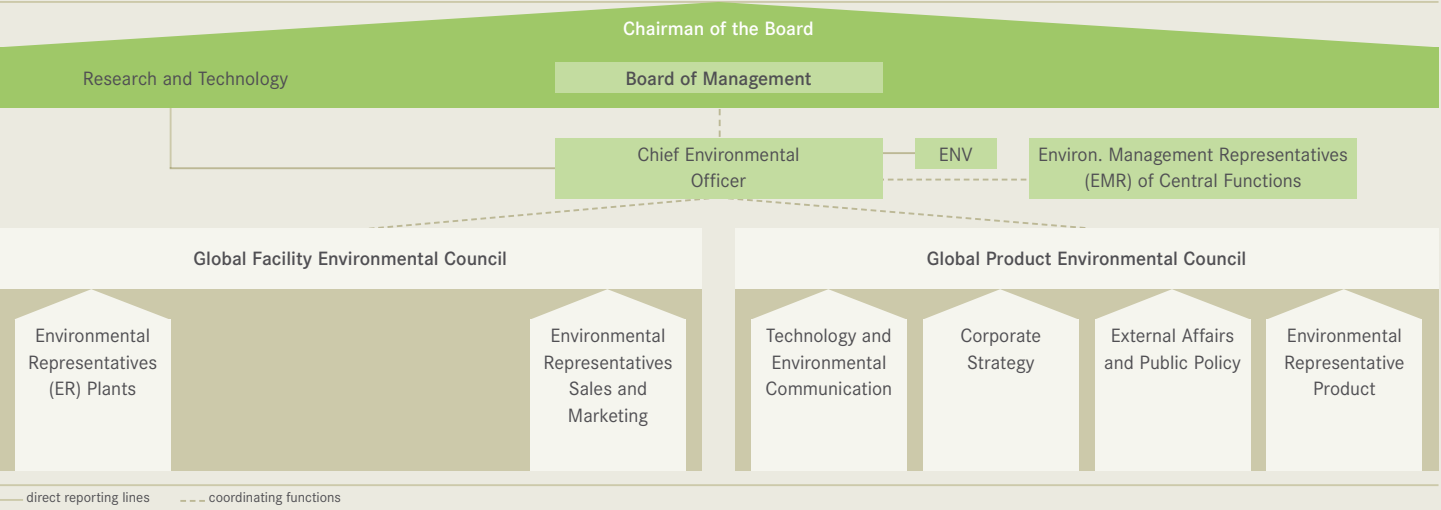 Chairman of the Board
Research and Technology
Board of Management
Chief Environmental
Officer
ENV
Environ. Management Representatives
(EMR) of Central Functions
Global Facility Environmental Council
Global Product Environmental Council
Environmental
Representatives
(ER) Plants
Environmental
Representatives
Sales and
Marketing
Technology and
Environmental
Communication
Corporate
Strategy
External Affairs
and Public Policy
Environmental
Representative
Product
direct reporting lines
coordinating functions